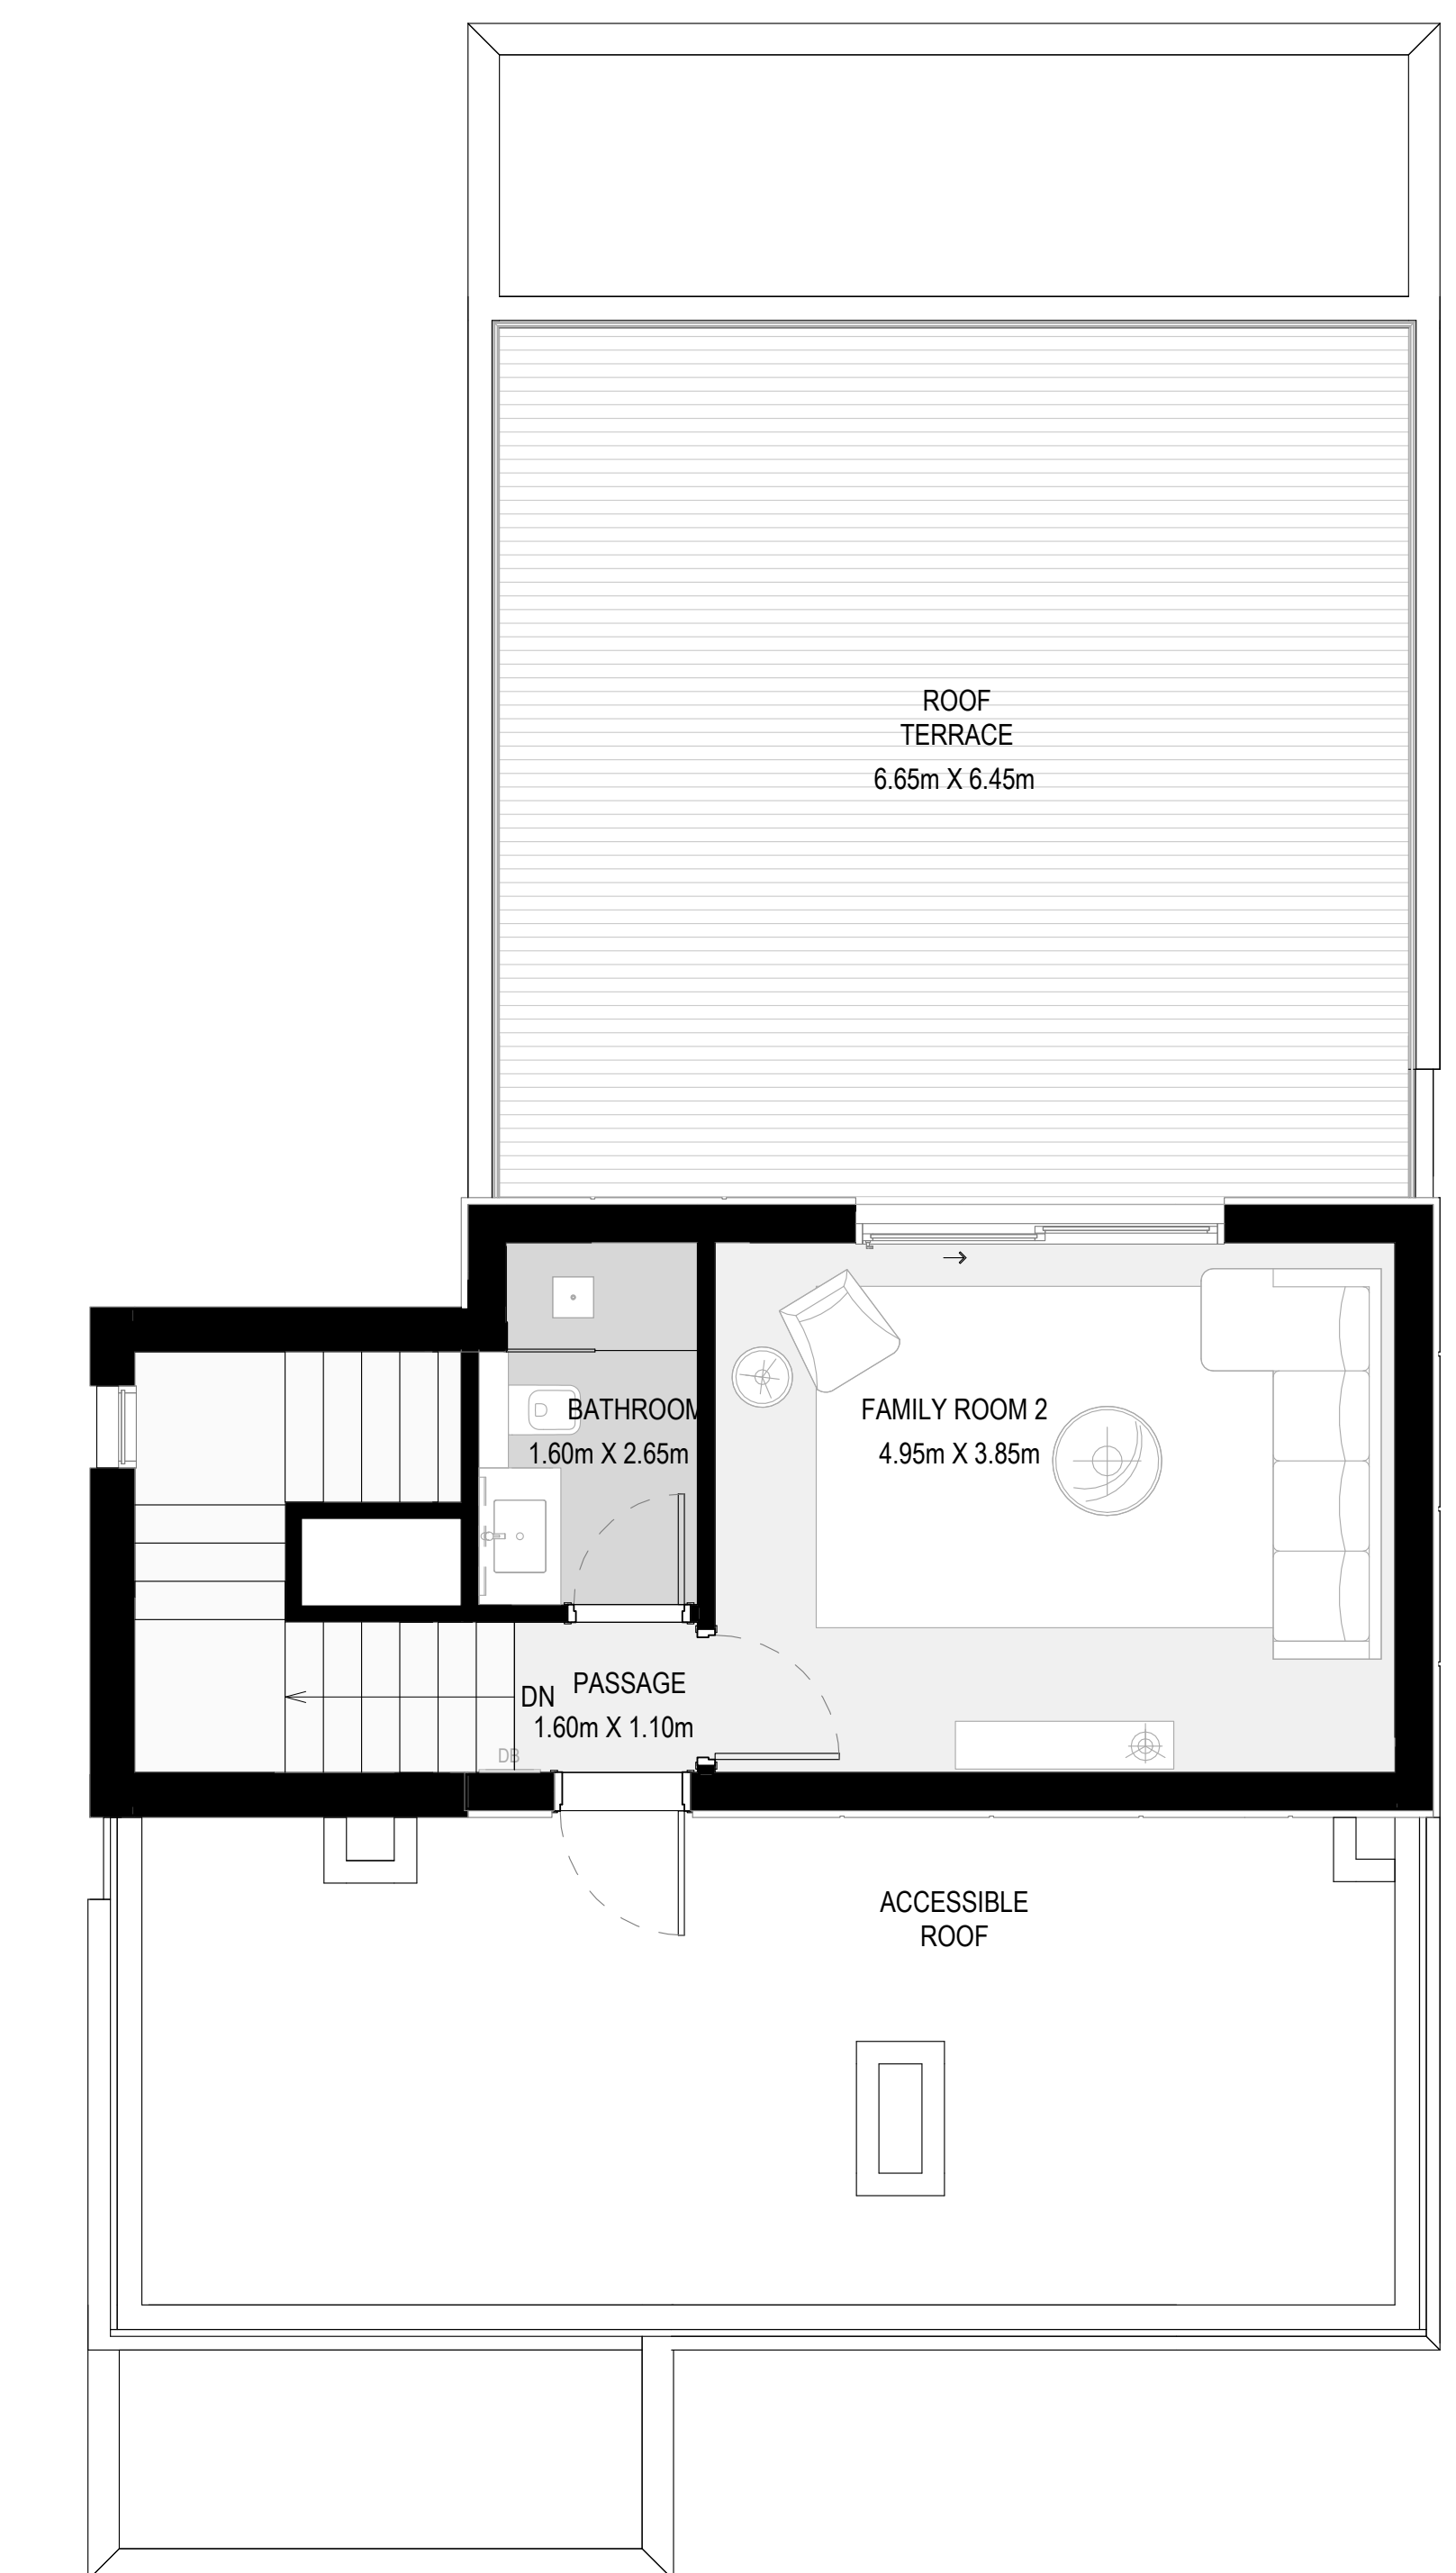 ROOF
TERRACE
6.65m X 6.45m
BATHROOM
1.60m X 2.65m
FAMILY ROOM 2
4.95m X 3.85m
PASSAGE
DN
1.60m X 1.10m
DB
ACCESSIBLE
ROOF